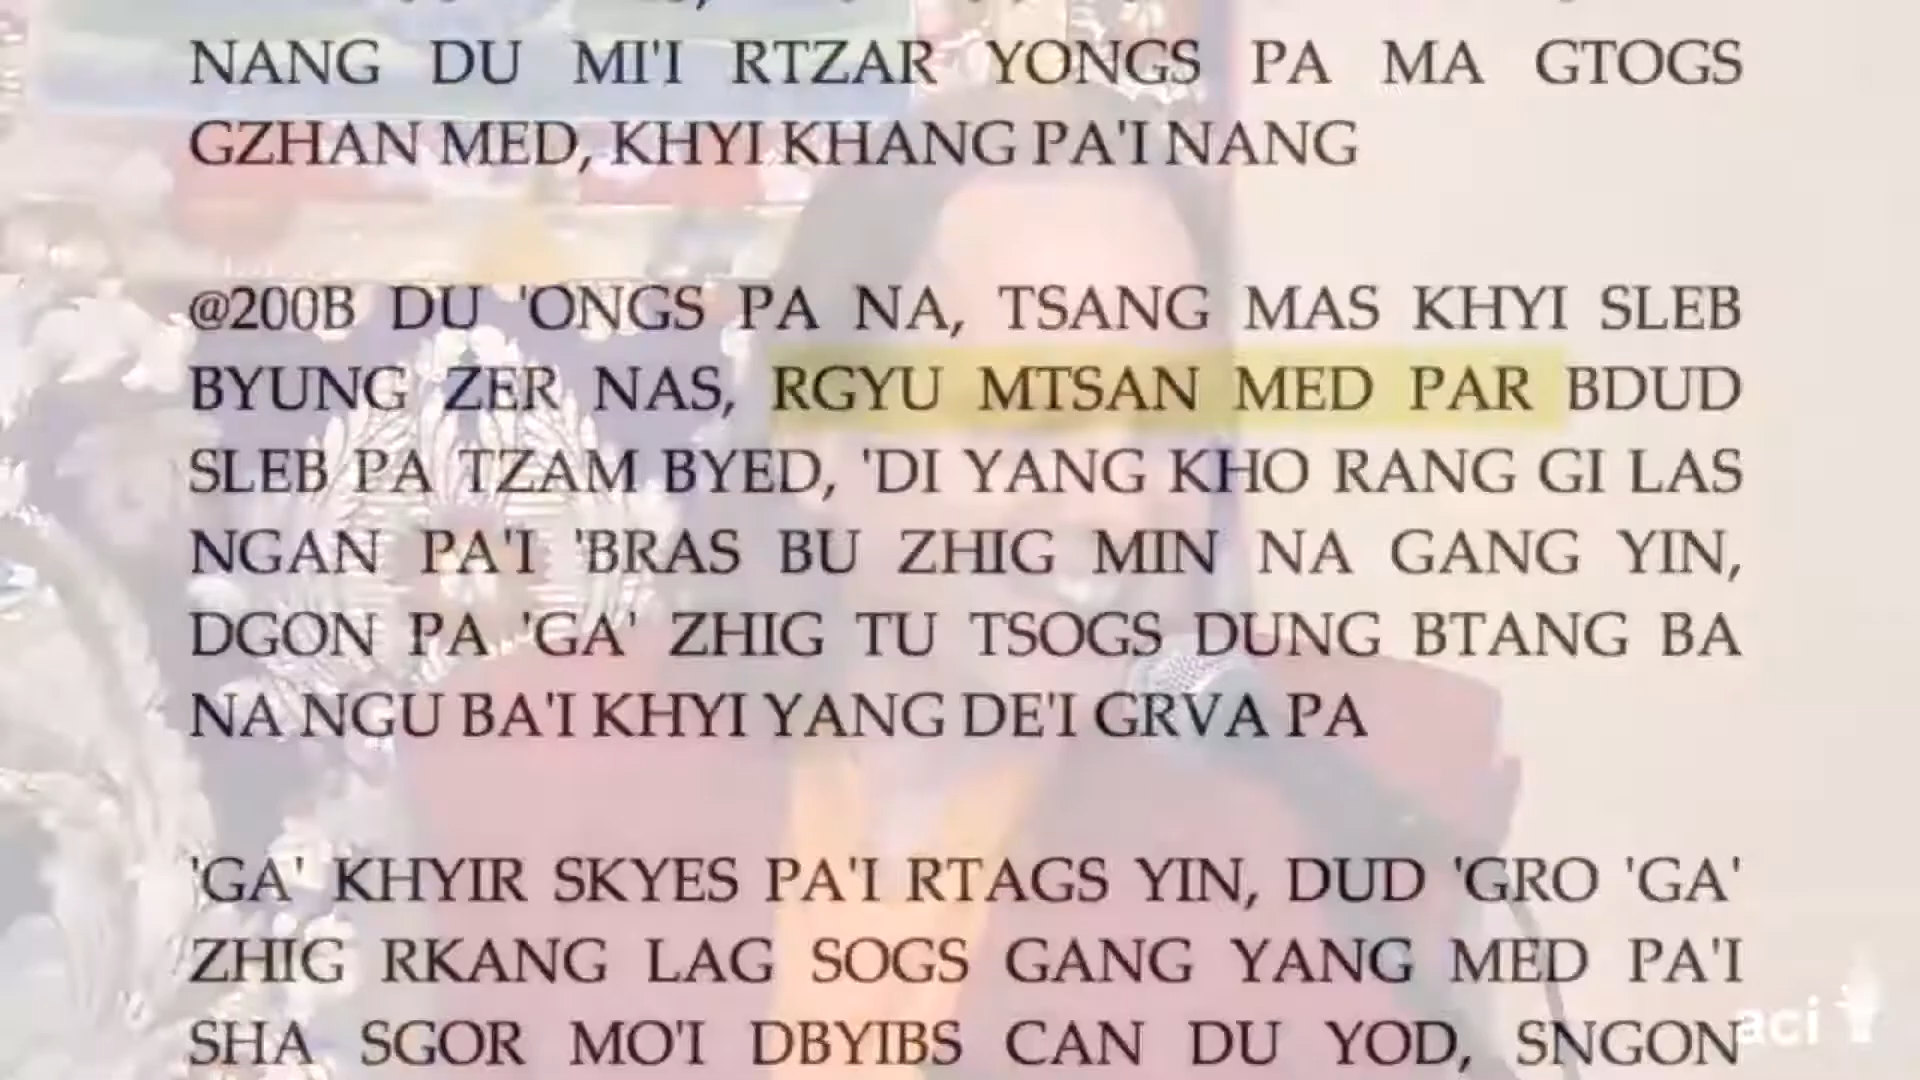 NANG DU MI'I RTZAR YONGS PA MA GTOGS
GZHAN MED, KHYI KHANG PA'I NANG
@200B DU 'ONGS PA NA, TSANG MAS KHYI SLEB
BYUNG ZER NAS, RGYU MTSAN MED PAR BDUD
SLEB PA TZAM BYED, 'DI YANG KHO RANG GI LAS
NGAN PA'I 'BRAS BU ZHIG MIN NA GANG YIN,
DGON PA 'GA' ZHIG TU TSOGS DUNG BTANG BA
NA NGU BA'I KHYI YANG DE'I GRVA PA
'GA' KHYIR SKYES PA'I RTAGS YIN, DUD 'GRO 'GA'
ZHIG RKANG LAG SOGS GANG YANG MED PA'I
SHA SGOR MO'I DBYIBS CAN DU YOD, SNGON
aci